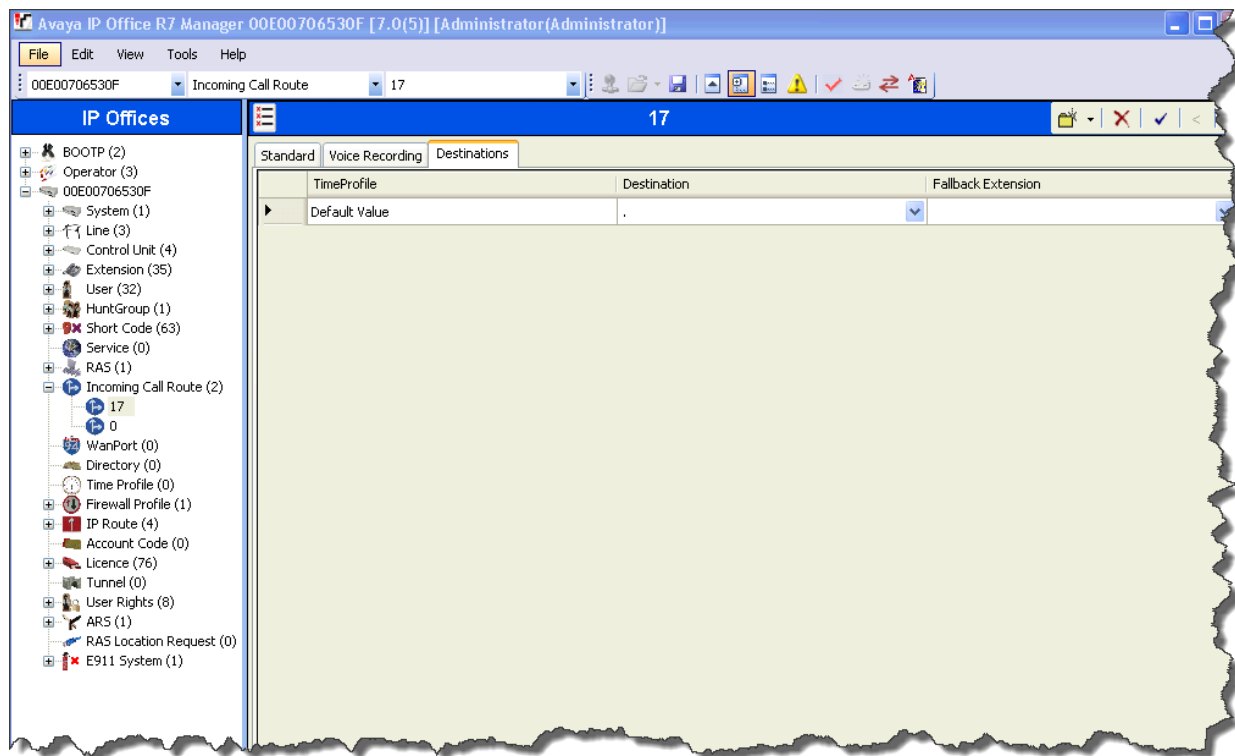 Avaya IP Office R7 Manager 00E00706530F [7.0(5)] [Administrator(Administrator)]
File Edit View Tools Help
00E00706530F Incoming Call Route 17
IP Offices
17
BOOTP (2)
Operator (3)
00E00706530F
System (1)
Line (3)
Control Unit (4)
Extension (35)
User (32)
HuntGroup (1)
Short Code (63)
Service (0)
RAS (1)
Incoming Call Route (2)
17
0
WanPort (0)
Directory (0)
Time Profile (0)
Firewall Profile (1)
IP Route (4)
Account Code (0)
Licence (76)
Tunnel (0)
User Rights (8)
ARS (1)
RAS Location Request (0)
E911 System (1)
Standard Voice Recording Destinations
TimeProfile Destination Fallback Extension
Default Value .